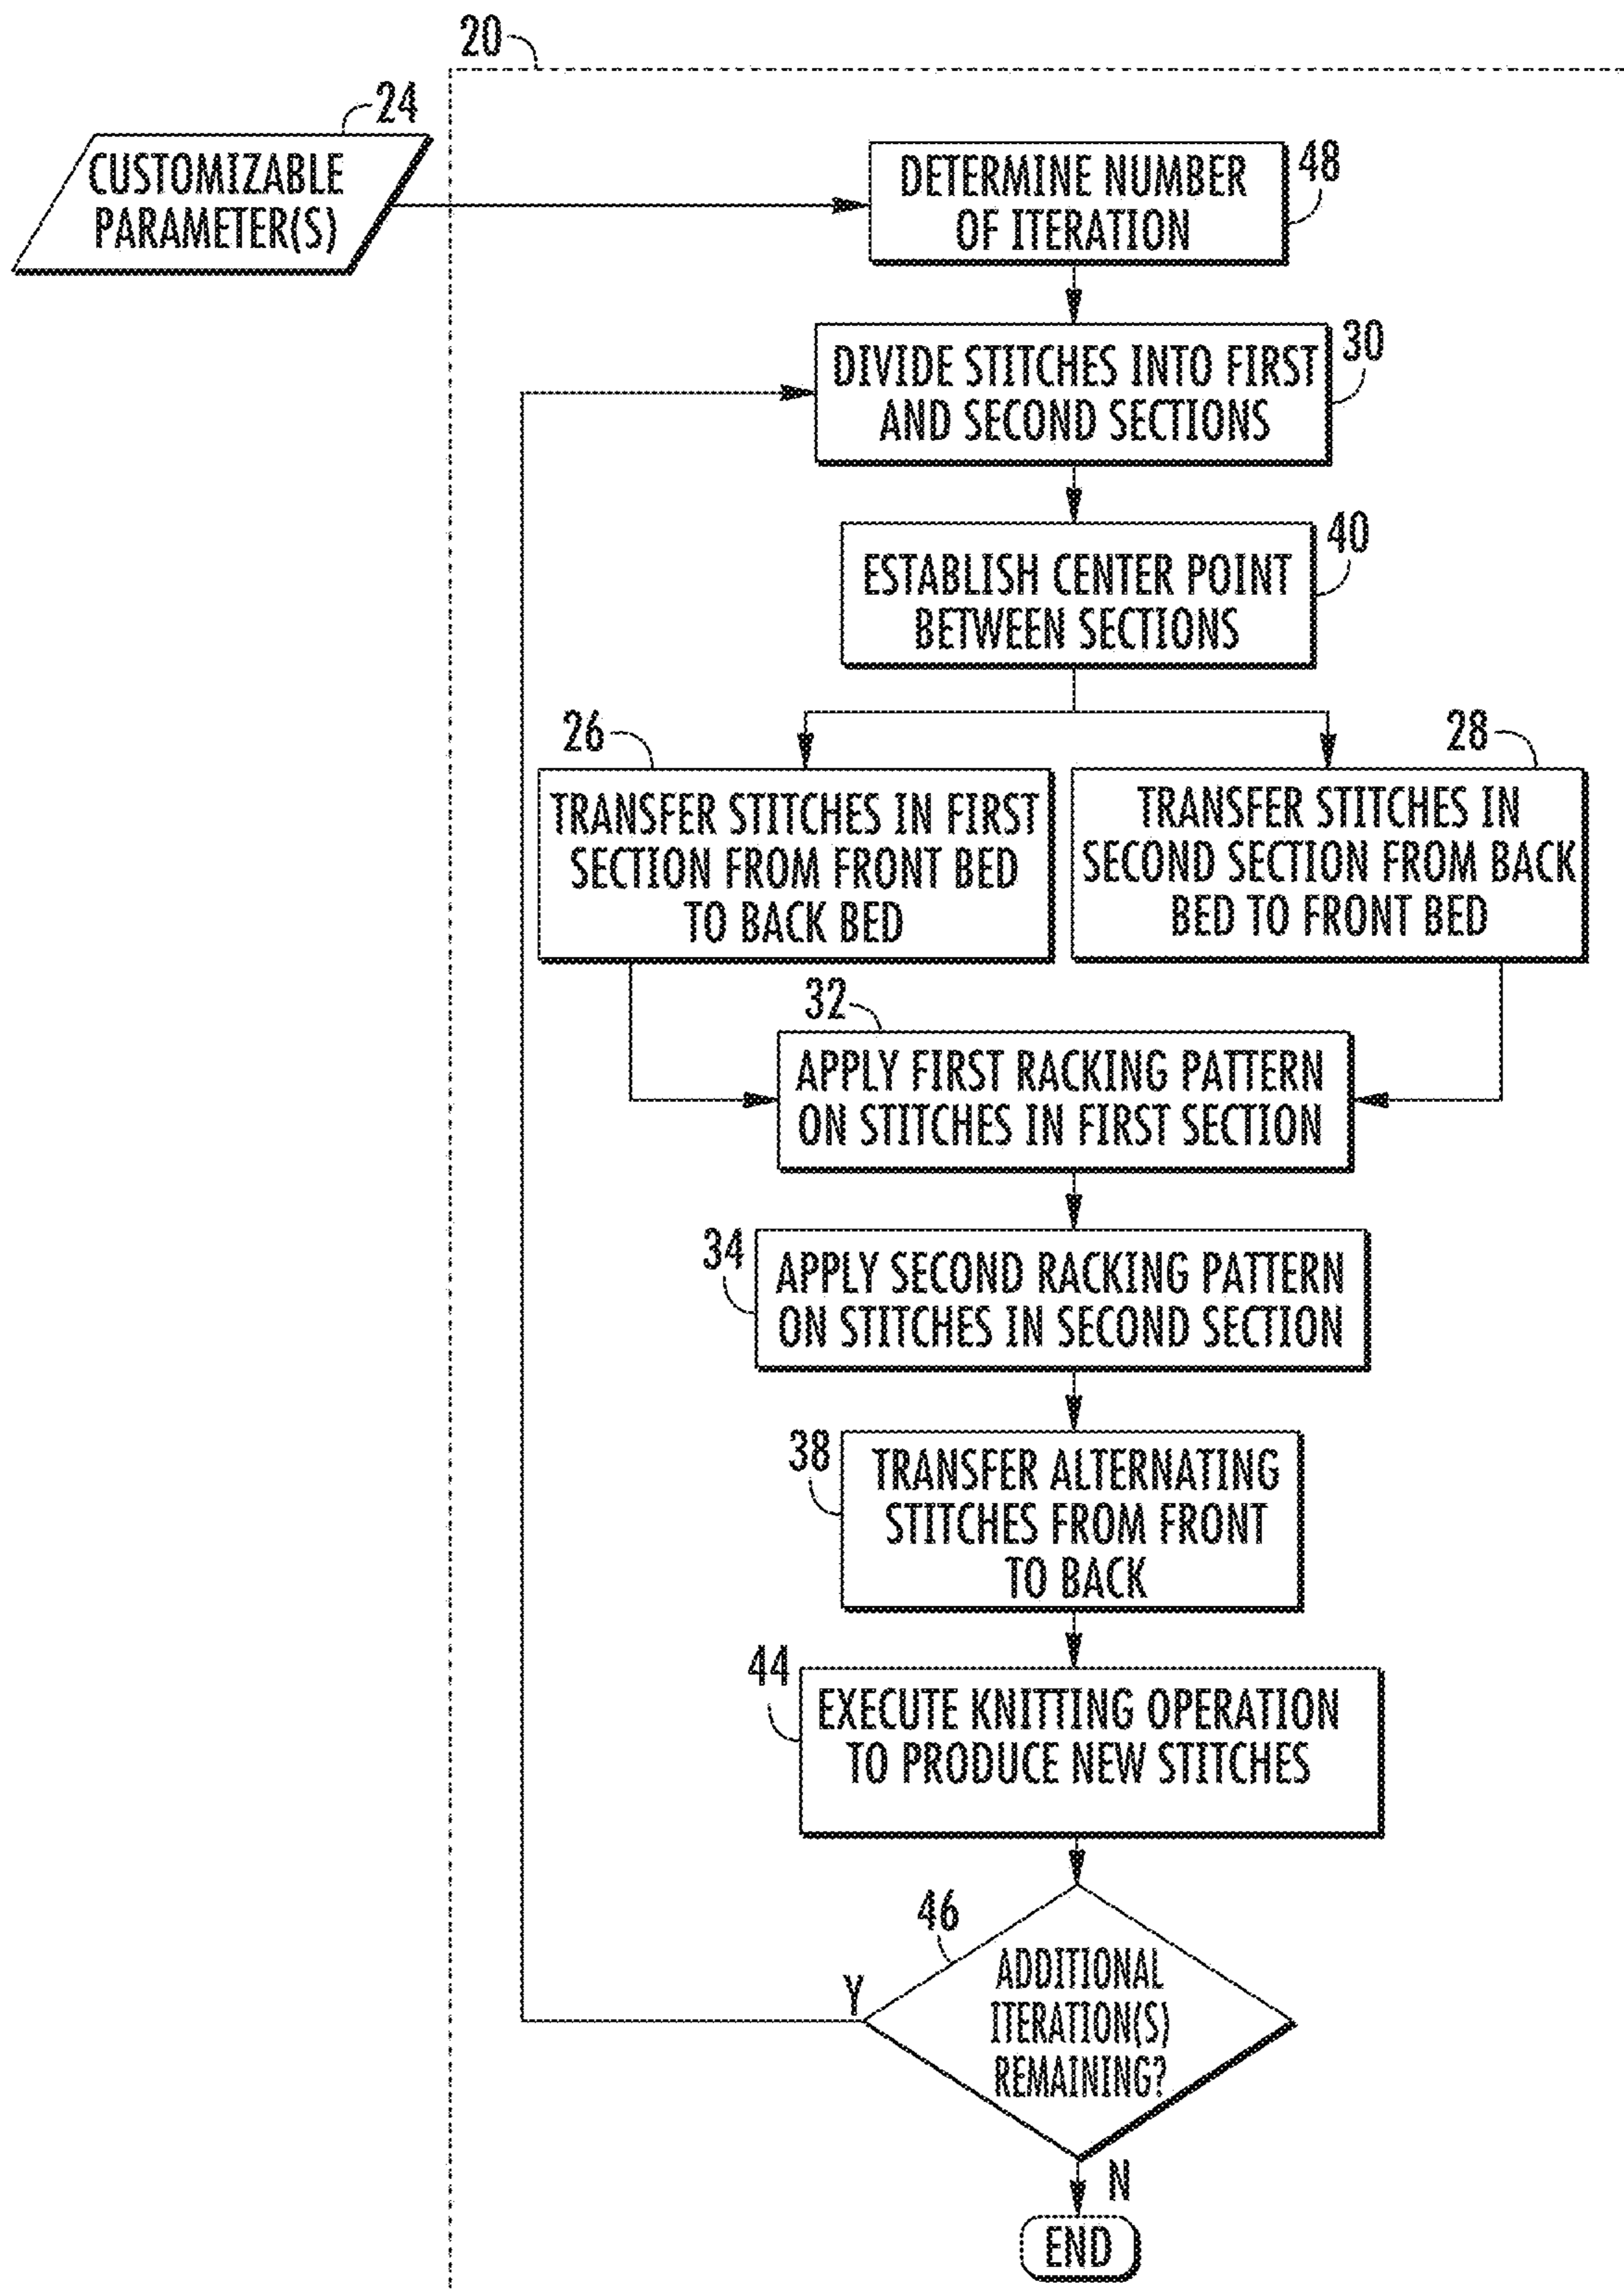 20
24
CUSTOMIZABLE
PARAMETER(S)
DETERMINE NUMBER
OF ITERATION
48
DIVIDE STITCHES INTO FIRST
AND SECOND SECTIONS
30
ESTABLISH CENTER POINT
BETWEEN SECTIONS
40
26
TRANSFER STITCHES IN FIRST
SECTION FROM FRONT BED
TO BACK BED
28
TRANSFER STITCHES IN
SECOND SECTION FROM BACK
BED TO FRONT BED
32
APPLY FIRST RACKING PATTERN
ON STITCHES IN FIRST SECTION
34
APPLY SECOND RACKING PATTERN
ON STITCHES IN SECOND SECTION
38
TRANSFER ALTERNATING
STITCHES FROM FRONT
TO BACK
44
EXECUTE KNITTING OPERATION
TO PRODUCE NEW STITCHES
46
ADDITIONAL
ITERATION(S)
REMAINING?
Y
N
END